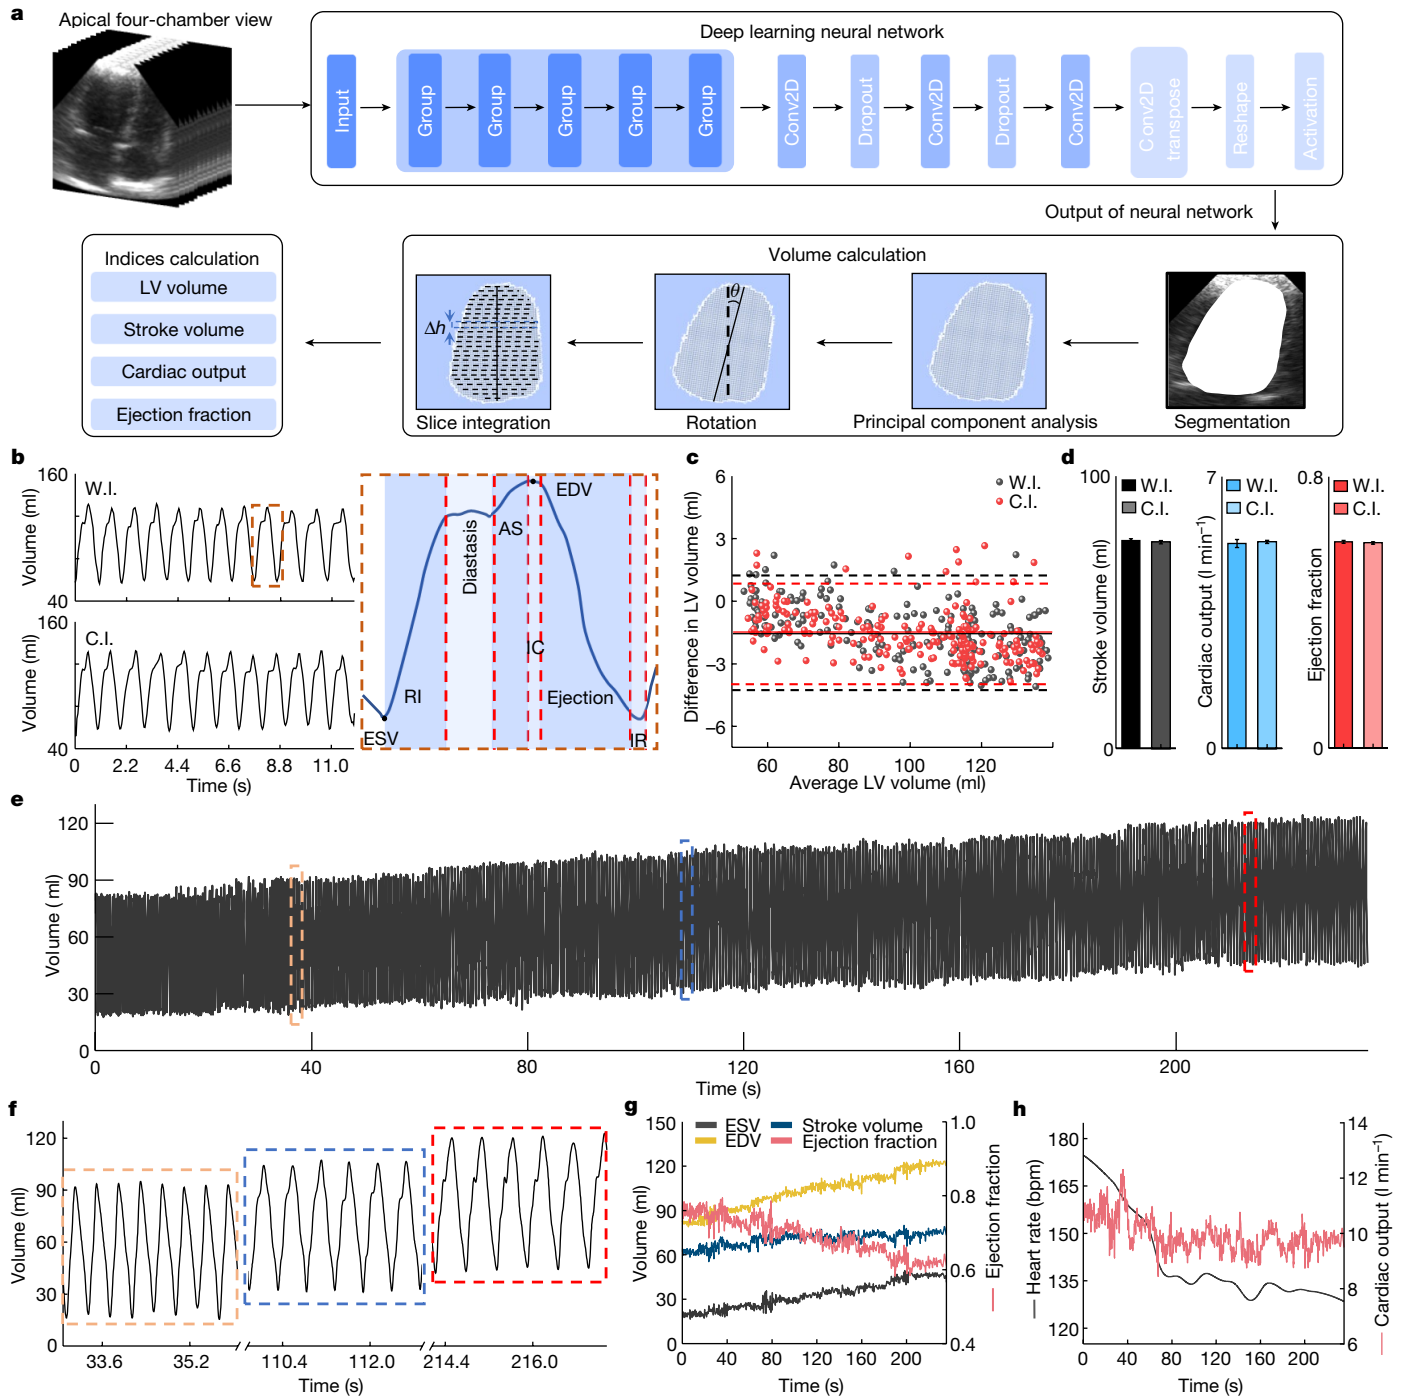 a
Apical four-chamber view
Deep learning neural network
Input
Group
Group
Group
Group
Group
Conv2D
Dropout
Conv2D
Dropout
Conv2D
Conv2D transpose
Reshape
Activation
Output of neural network
Indices calculation
LV volume
Stroke volume
Cardiac output
Ejection fraction
Volume calculation
Δh
θ
Slice integration
Rotation
Principal component analysis
Segmentation
b
160
W.I.
Volume (ml)
40
160
C.I.
Volume (ml)
40
0 2.2 4.4 6.6 8.8 11.0
Time (s)
ESV
RI
Diastasis
AS
EDV
IC
Ejection
IR
c
6
3
0
−3
−6
Difference in LV volume (ml)
W.I.
C.I.
60 80 100 120
Average LV volume (ml)
d
100
W.I.
C.I.
Stroke volume (ml)
0
7
W.I.
C.I.
Cardiac output (l min⁻¹)
0
0.8
W.I.
C.I.
Ejection fraction
0
e
120
90
60
30
0
Volume ( ml)
0 40 80 120 160 200
Time (s)
f
120
90
60
30
0
Volume (ml)
33.6 35.2 110.4 112.0 214.4 216.0
Time (s)
g
150
120
90
60
30
0
Volume (ml)
ESV
EDV
Stroke volume
Ejection fraction
1.0
0.8
0.6
0.4
Ejection fraction
0 40 80 120 160 200
Time (s)
h
180
165
150
135
120
Heart rate (bpm)
14
12
10
8
6
Cardiac output (l min⁻¹)
0 40 80 120 160 200
Time (s)